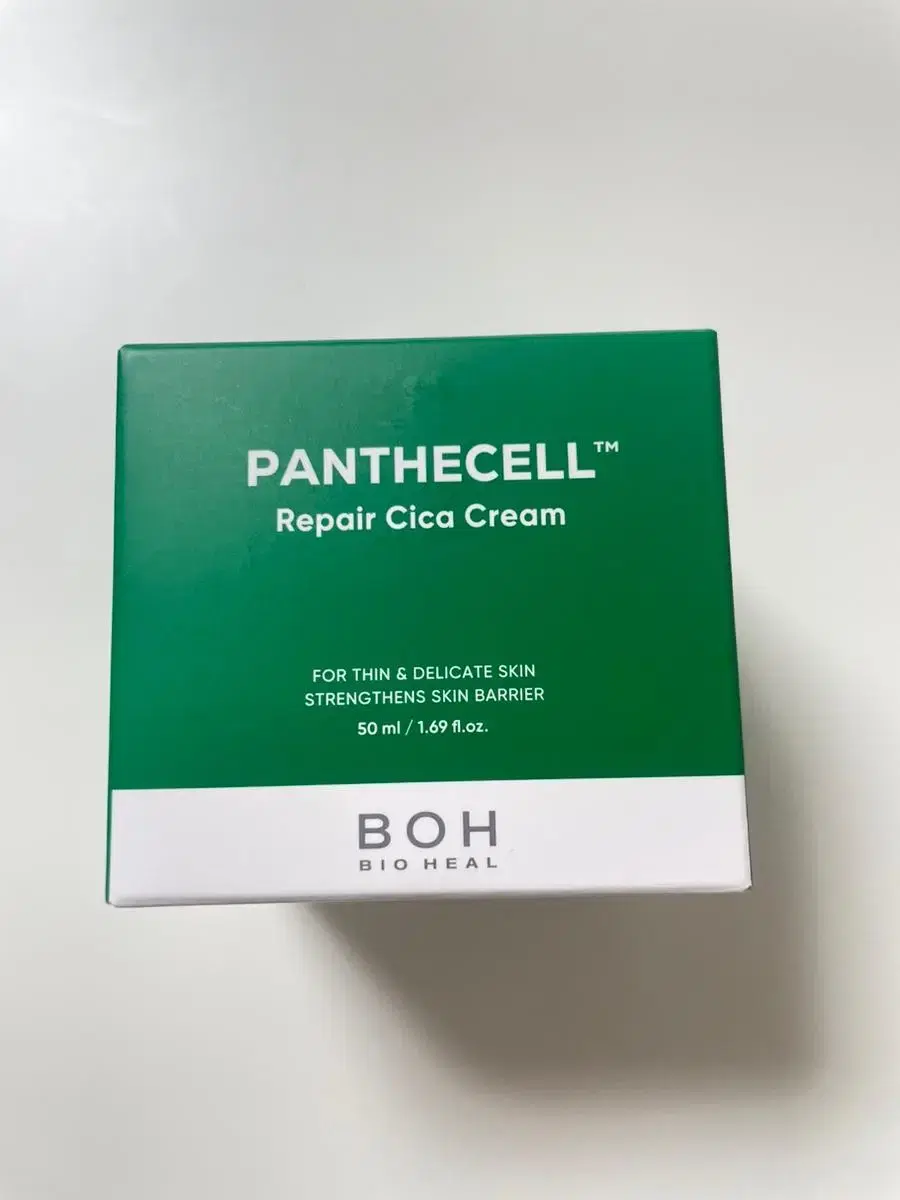 PANTHECELL™
Repair Cica Cream
FOR THIN & DELICATE SKIN
STRENGTHENS SKIN BARRIER
50 ml / 1.69 fl.oz.
BOH
BIO HEAL